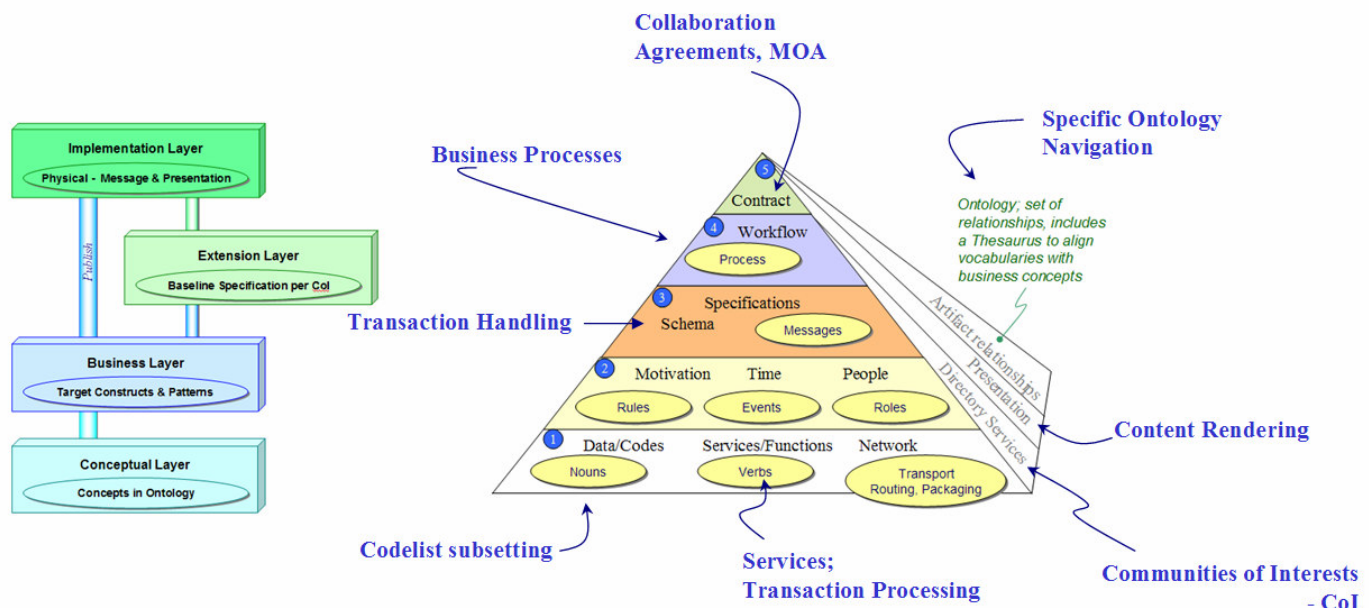 Collaboration
Agreements, MOA
Specific Ontology
Navigation
Business Processes
Implementation Layer
Physical - Message & Presentation
Publish
Extension Layer
Baseline Specification per CoI
Business Layer
Target Constructs & Patterns
Conceptual Layer
Concepts in Ontology
5
Contract
4
Workflow
Process
3
Specifications
Schema
Messages
2
Motivation Time People
Rules Events Roles
1
Data/Codes Services/Functions Network
Nouns Verbs Transport
Routing, Packaging
Ontology; set of
relationships, includes
a Thesaurus to align
vocabularies with
business concepts
Artifact relationships
Presentation
Directory Services
Transaction Handling
Content Rendering
Codelist subsetting
Services;
Transaction Processing
Communities of Interests
- CoI